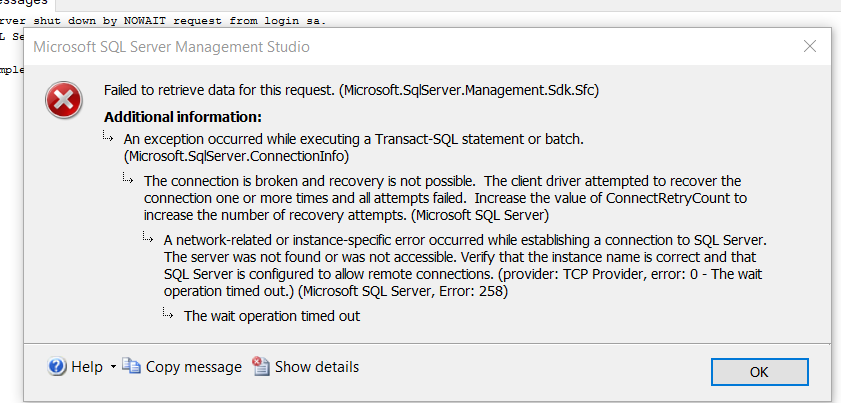 essages
rver shut down by NOWAIT request from login sa.
L Se
mple
Microsoft SQL Server Management Studio
Failed to retrieve data for this request. (Microsoft.SqlServer.Management.Sdk.Sfc)
Additional information:
An exception occurred while executing a Transact-SQL statement or batch.
(Microsoft.SqlServer.ConnectionInfo)
The connection is broken and recovery is not possible.  The client driver attempted to recover the
connection one or more times and all attempts failed.  Increase the value of ConnectRetryCount to
increase the number of recovery attempts. (Microsoft SQL Server)
A network-related or instance-specific error occurred while establishing a connection to SQL Server.
The server was not found or was not accessible. Verify that the instance name is correct and that
SQL Server is configured to allow remote connections. (provider: TCP Provider, error: 0 - The wait
operation timed out.) (Microsoft SQL Server, Error: 258)
The wait operation timed out
Help Copy message Show details OK